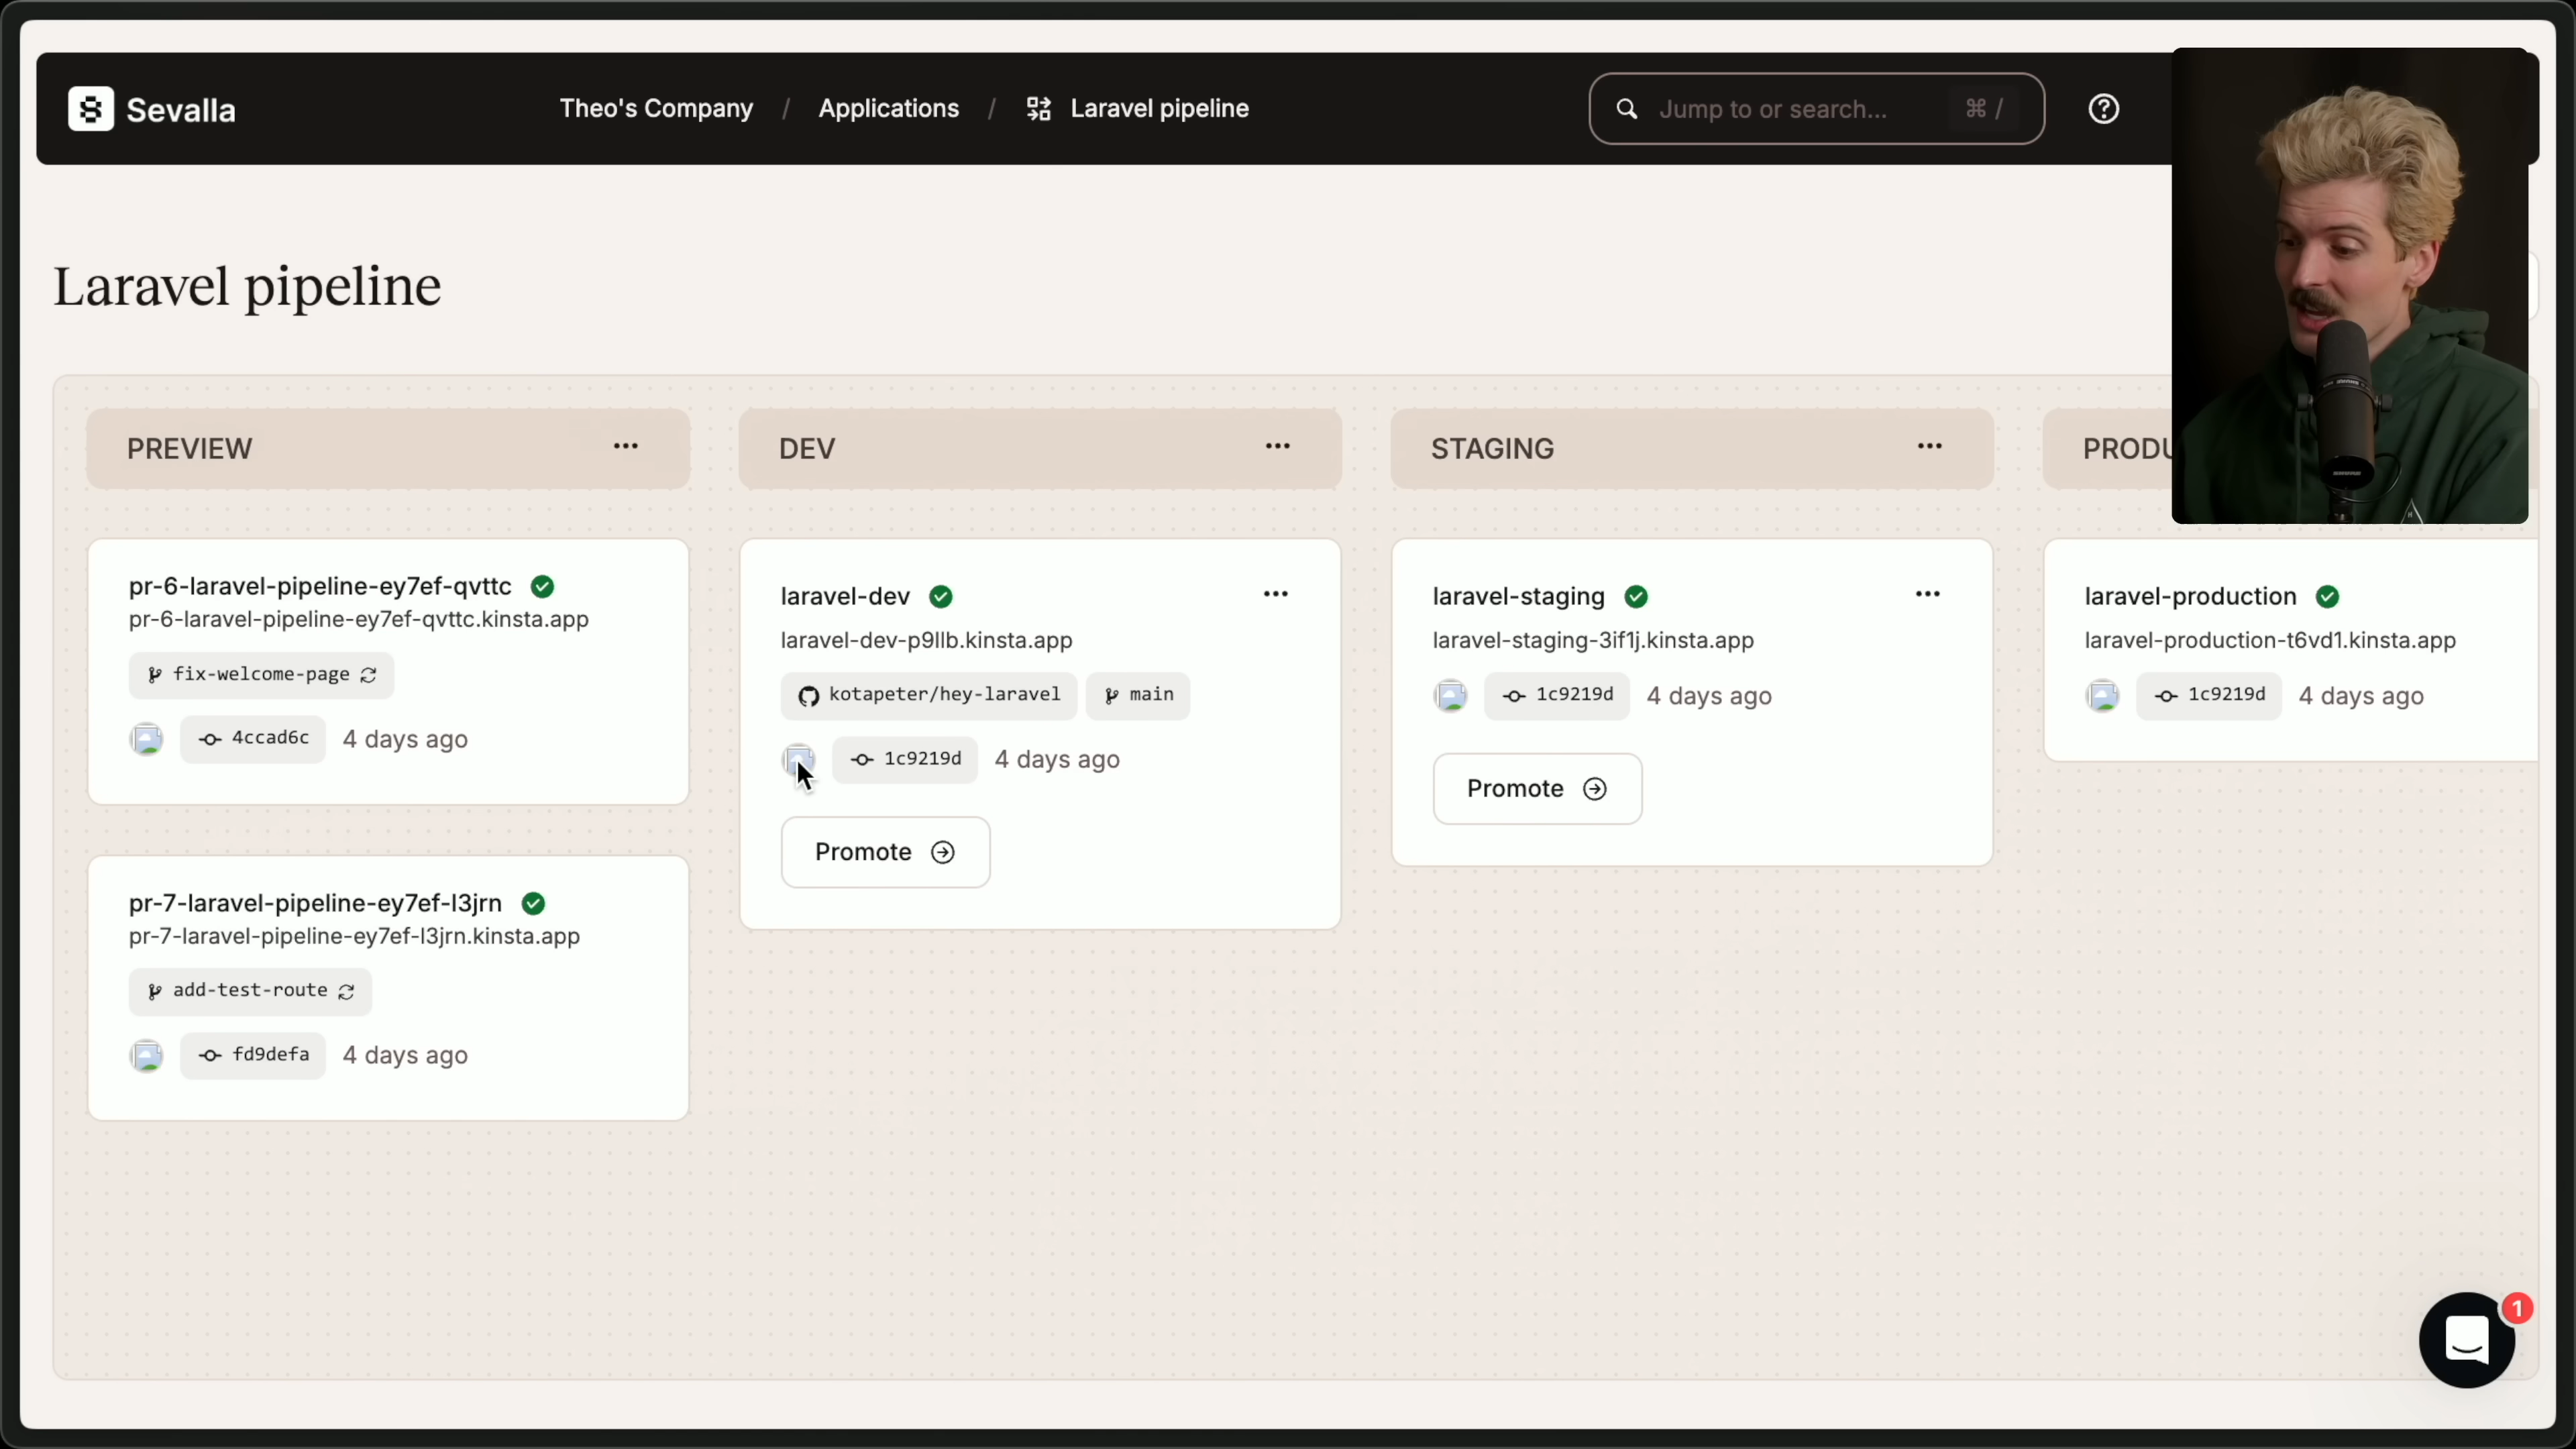 Sevalla
Theo's Company / Applications / Laravel pipeline
Jump to or search... ⌘ /
Laravel pipeline
PREVIEW
pr-6-laravel-pipeline-ey7ef-qvttc
pr-6-laravel-pipeline-ey7ef-qvttc.kinsta.app
fix-welcome-page
4ccad6c 4 days ago
pr-7-laravel-pipeline-ey7ef-l3jrn
pr-7-laravel-pipeline-ey7ef-l3jrn.kinsta.app
add-test-route
fd9defa 4 days ago
DEV
laravel-dev
laravel-dev-p9llb.kinsta.app
kotapeter/hey-laravel main
1c9219d 4 days ago
Promote
STAGING
laravel-staging
laravel-staging-3if1j.kinsta.app
1c9219d 4 days ago
Promote
PRODU
laravel-production
laravel-production-t6vd1.kinsta.app
1c9219d 4 days ago
1